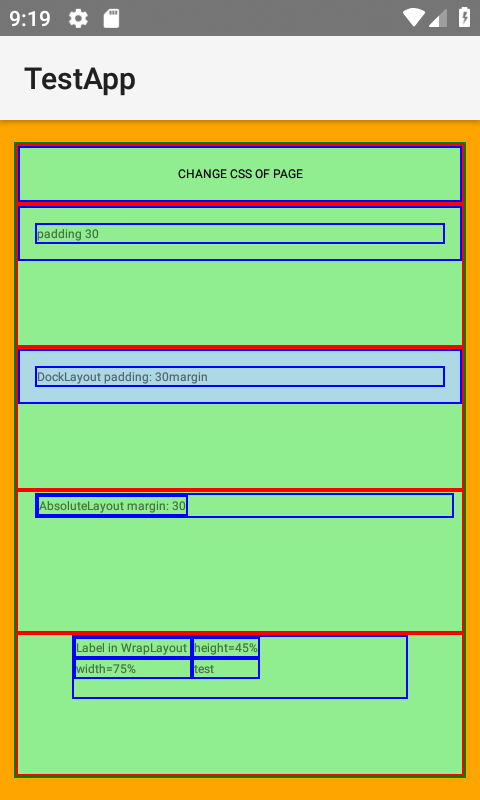 9:19
TestApp
CHANGE CSS OF PAGE
padding 30
DockLayout padding: 30margin
AbsoluteLayout margin: 30
Label in WrapLayout height=45%
width=75% test